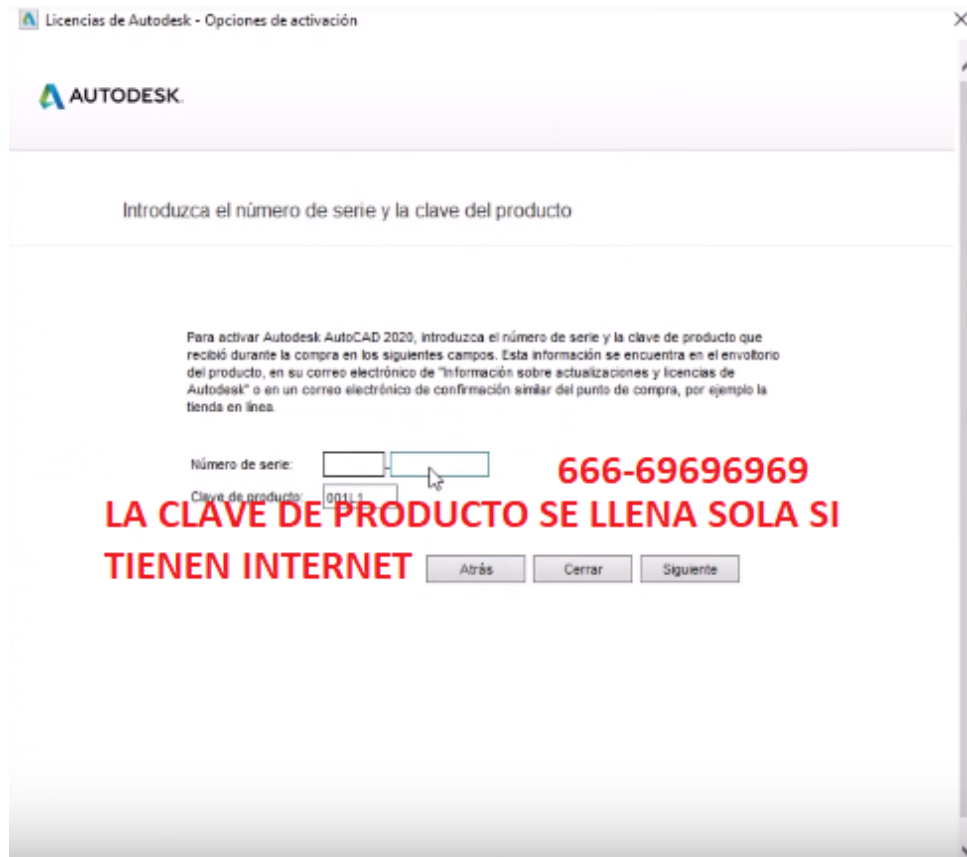 Licencias de Autodesk - Opciones de activación
AUTODESK.
Introduzca el número de serie y la clave del producto
Para activar Autodesk AutoCAD 2020, introduzca el número de serie y la clave de producto que
recibió durante la compra en los siguientes campos. Esta información se encuentra en el envoltorio
del producto, en su correo electrónico de "Información sobre actualizaciones y licencias de
Autodesk" o en un correo electrónico de confirmación similar del punto de compra, por ejemplo la
tienda en línea.
Número de serie: -
666-69696969
Clave de producto: 001L1
LA CLAVE DE PRODUCTO SE LLENA SOLA SI
TIENEN INTERNET
Atrás Cerrar Siguiente